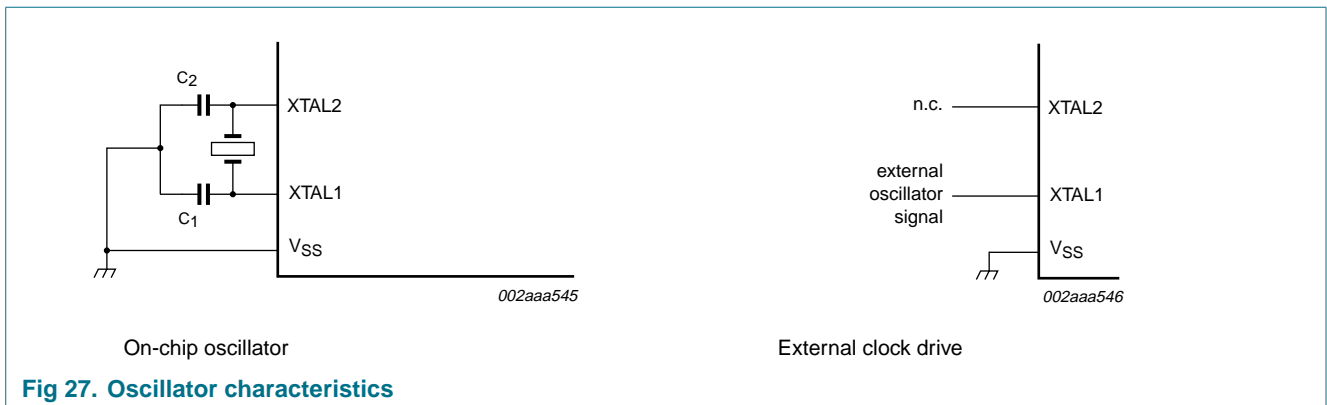 C2
XTAL2
XTAL1
C1
VSS
002aaa545
On-chip oscillator
n.c.
XTAL2
external
oscillator
signal
XTAL1
VSS
002aaa546
External clock drive
Fig 27. Oscillator characteristics